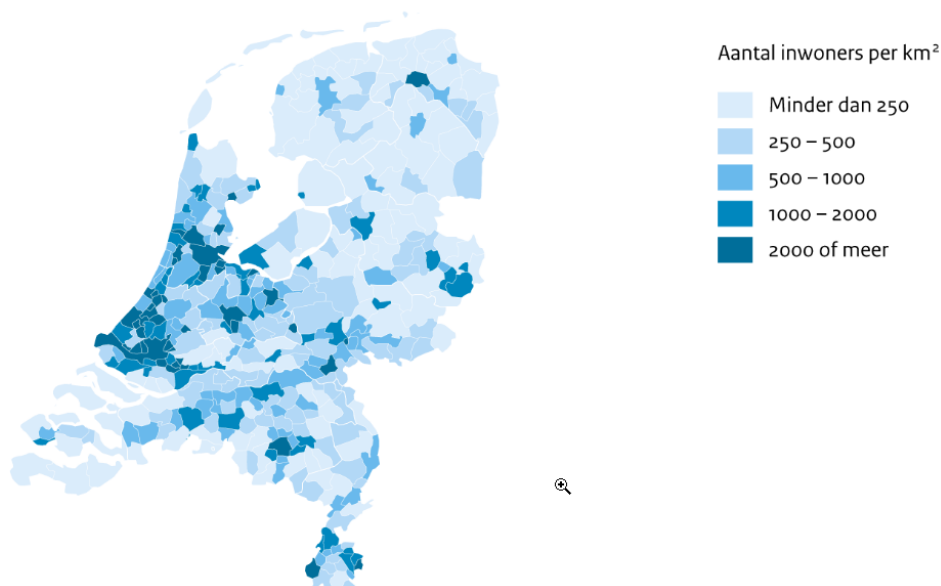 Aantal inwoners per km²
Minder dan 250
250 – 500
500 – 1000
1000 – 2000
2000 of meer